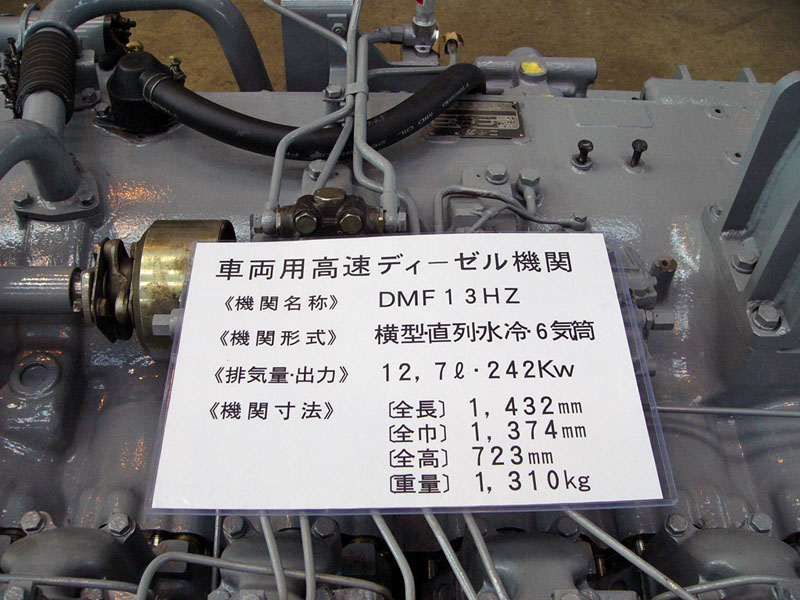 車両用高速ディーゼル機関
《機関名称》 DMF13HZ
《機関形式》 横型・直列・水冷・6気筒
《排気量・出力》 12,7ℓ・242Kw
《機関寸法》 〔全長〕 1,432mm
〔全巾〕 1,374mm
〔全高〕 723mm
〔重量〕 1,310kg